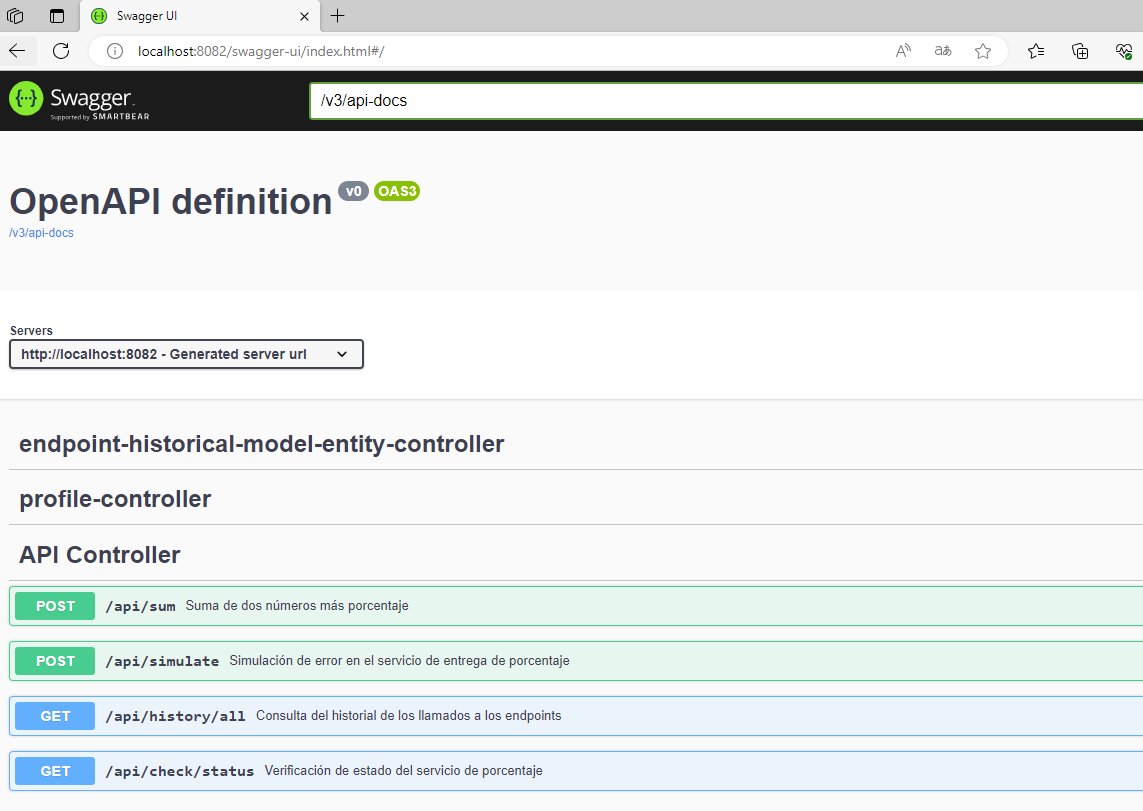 Swagger UI
localhost:8082/swagger-ui/index.html#/
Swagger.
Supported by SMARTBEAR
/v3/api-docs
OpenAPI definition v0 OAS3
/v3/api-docs
Servers
http://localhost:8082 - Generated server url
endpoint-historical-model-entity-controller
profile-controller
API Controller
POST /api/sum Suma de dos números más porcentaje
POST /api/simulate Simulación de error en el servicio de entrega de porcentaje
GET /api/history/all Consulta del historial de los llamados a los endpoints
GET /api/check/status Verificación de estado del servicio de porcentaje